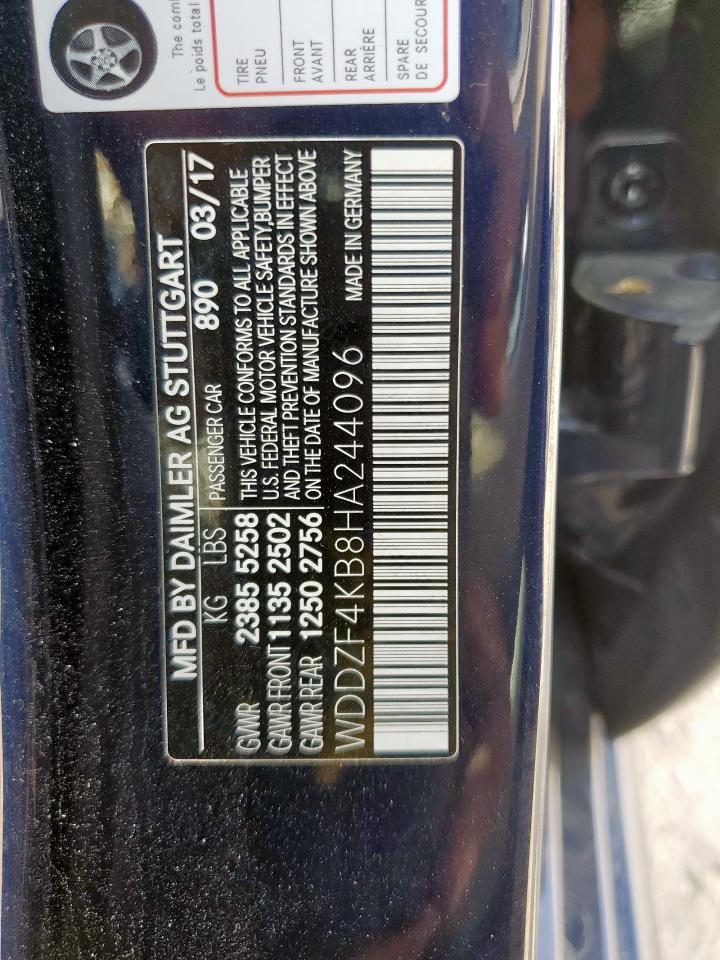 The com
Le poids total
TIRE
PNEU
FRONT
AVANT
REAR
ARRIÈRE
SPARE
DE SECOUR
MFD BY DAIMLER AG STUTTGART
KG LBS PASSENGER CAR 890 03/17
GVWR 2385 5258
GAWR FRONT 1135 2502
GAWR REAR 1250 2756
THIS VEHICLE CONFORMS TO ALL APPLICABLE
U.S. FEDERAL MOTOR VEHICLE SAFETY,BUMPER
AND THEFT PREVENTION STANDARDS IN EFFECT
ON THE DATE OF MANUFACTURE SHOWN ABOVE
WDDZF4KB8HA244096 MADE IN GERMANY